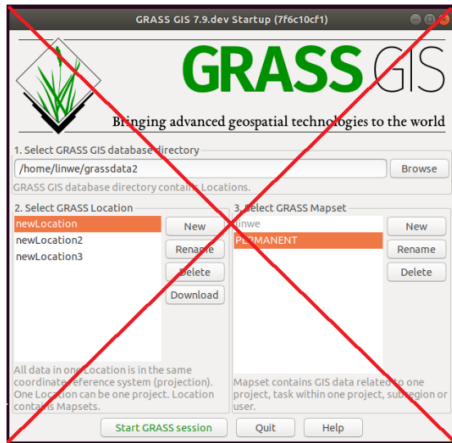 GRASS GIS 7.9.dev Startup (7f6c10cf1)
GRASS GIS
Bringing advanced geospatial technologies to the world
1. Select GRASS GIS database directory
/home/linwe/grassdata2
Browse
GRASS GIS database directory contains Locations.
2. Select GRASS Location
newLocation
newLocation2
newLocation3
New
Rename
Delete
Download
All data in one Location is in the same
coordinate reference system (projection).
One Location can be one project. Location
contains Mapsets.
3. Select GRASS Mapset
linwe
PERMANENT
New
Rename
Delete
Mapset contains GIS data related to one
project, task within one project, subregion or
user.
Start GRASS session
Quit
Help